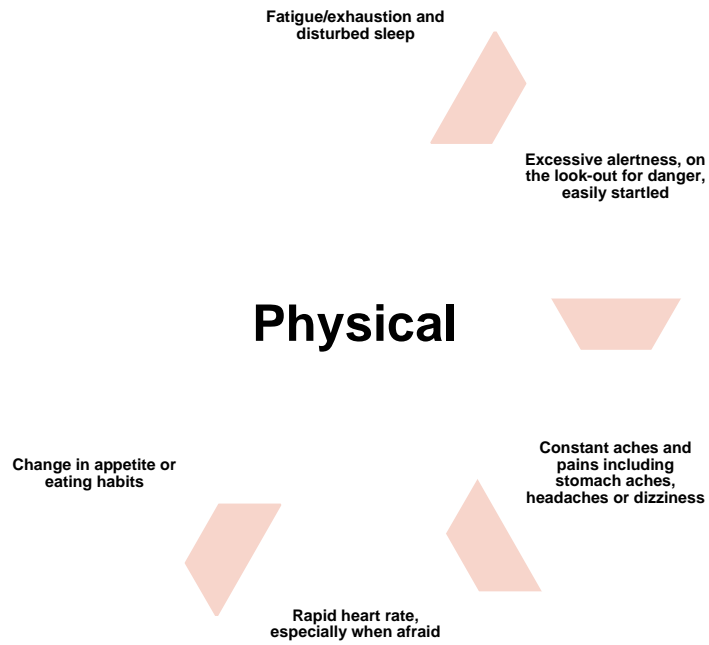 Fatigue/exhaustion and
disturbed sleep
Excessive alertness, on
the look-out for danger,
easily startled
Physical
Constant aches and
pains including
stomach aches,
headaches or dizziness
Change in appetite or
eating habits
Rapid heart rate,
especially when afraid